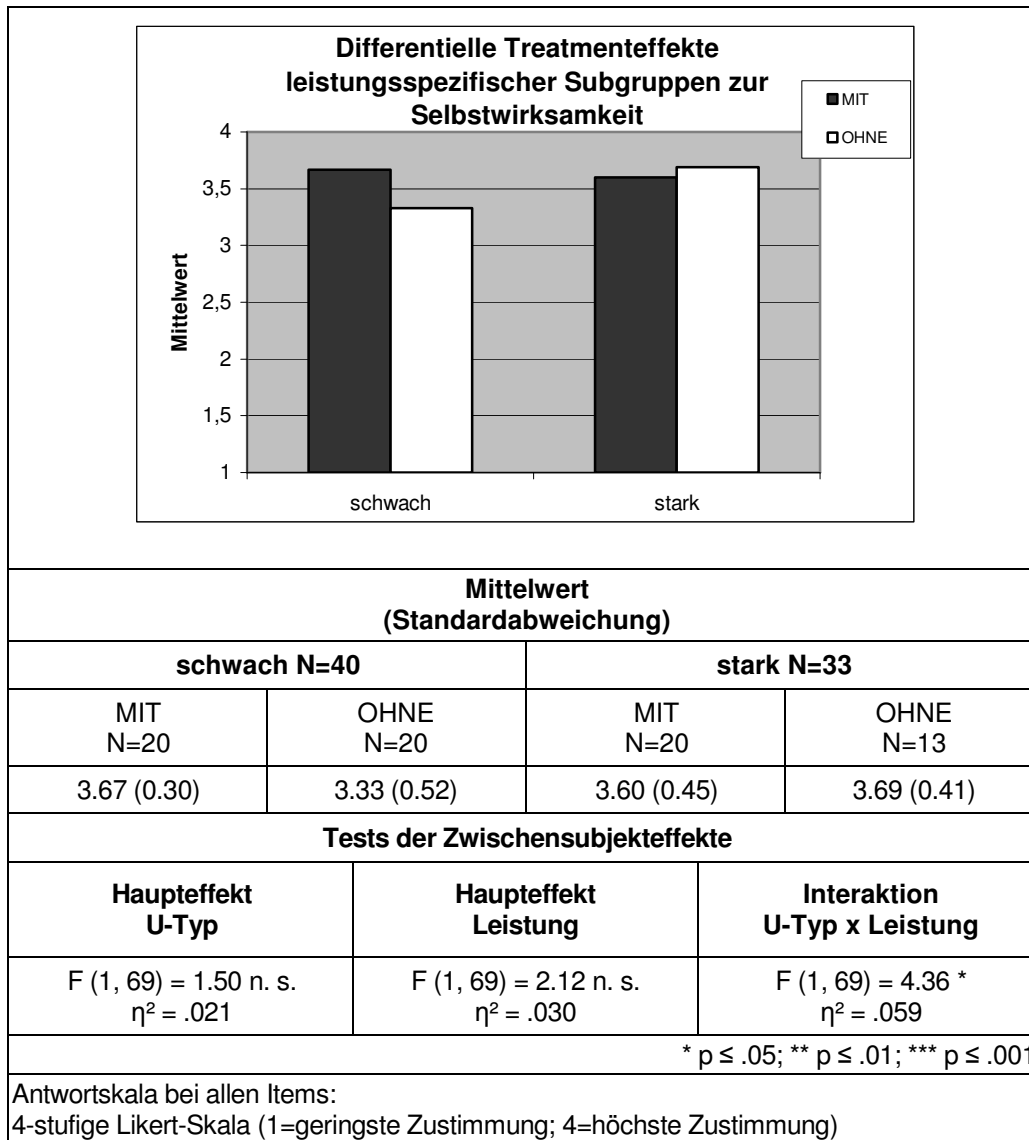 Differentielle Treatmenteffekte
leistungsspezifischer Subgruppen zur
Selbstwirksamkeit
MIT
OHNE
4
3,5
3
2,5
2
1,5
1
Mittelwert
schwach
stark
Mittelwert
(Standardabweichung)
schwach N=40
stark N=33
MIT
N=20
OHNE
N=20
MIT
N=20
OHNE
N=13
3.67 (0.30)
3.33 (0.52)
3.60 (0.45)
3.69 (0.41)
Tests der Zwischensubjekteffekte
Haupteffekt
U-Typ
Haupteffekt
Leistung
Interaktion
U-Typ x Leistung
F (1, 69) = 1.50 n. s.
η² = .021
F (1, 69) = 2.12 n. s.
η² = .030
F (1, 69) = 4.36 *
η² = .059
* p ≤ .05; ** p ≤ .01; *** p ≤ .001
Antwortskala bei allen Items:
4-stufige Likert-Skala (1=geringste Zustimmung; 4=höchste Zustimmung)